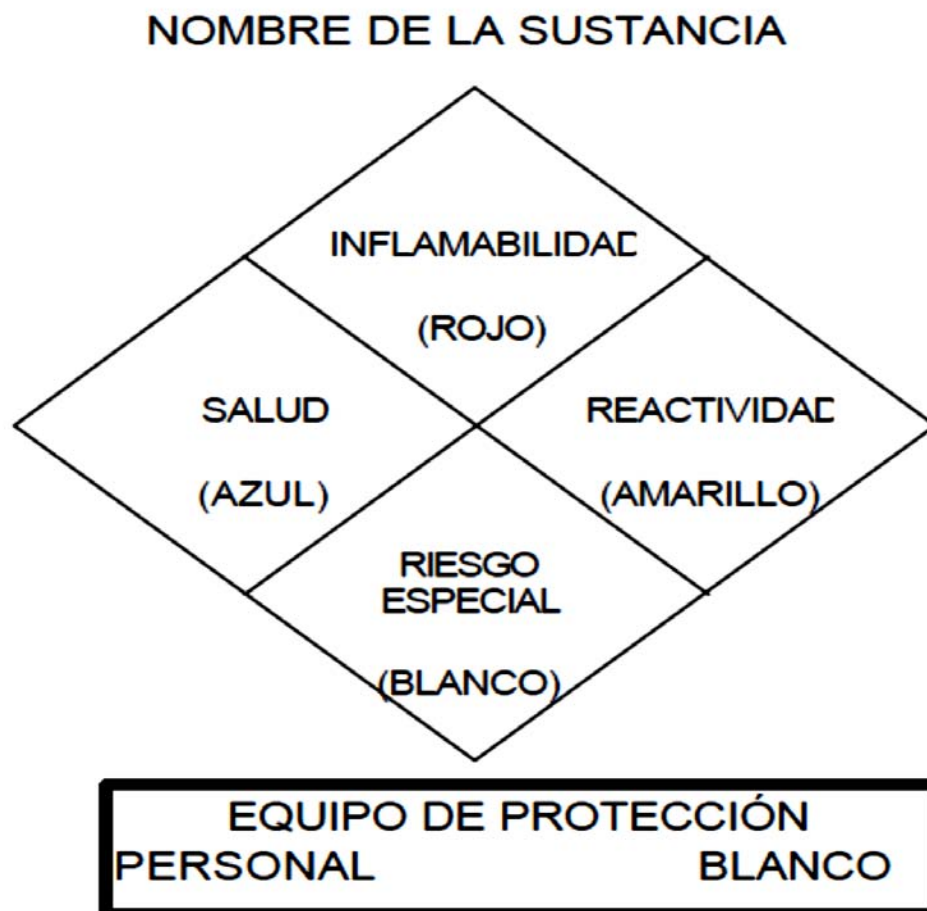 NOMBRE DE LA SUSTANCIA
INFLAMABILIDAD
(ROJO)
SALUD
(AZUL)
REACTIVIDAD
(AMARILLO)
RIESGO
ESPECIAL
(BLANCO)
EQUIPO DE PROTECCIÓN
PERSONAL BLANCO